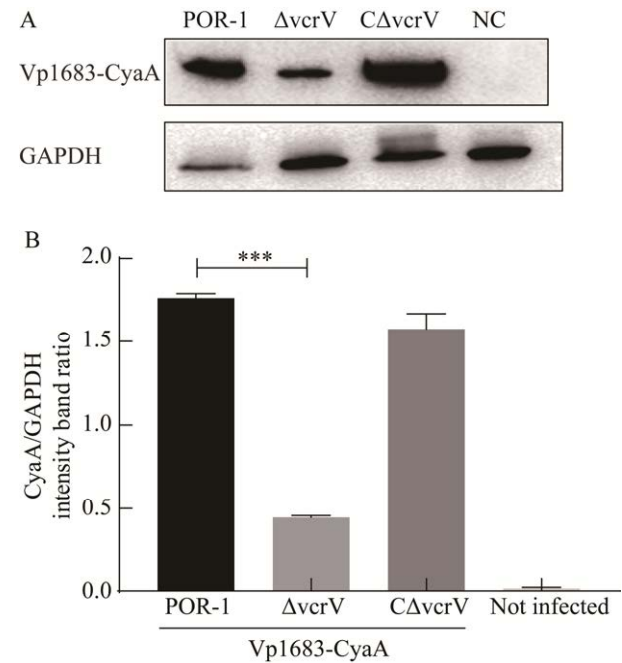 A
POR-1 ΔvcrV CΔvcrV NC
Vp1683-CyaA
GAPDH
B
CyaA/GAPDH
intensity band ratio
2.0
1.5
1.0
0.5
0.0
***
POR-1 ΔvcrV CΔvcrV Not infected
Vp1683-CyaA